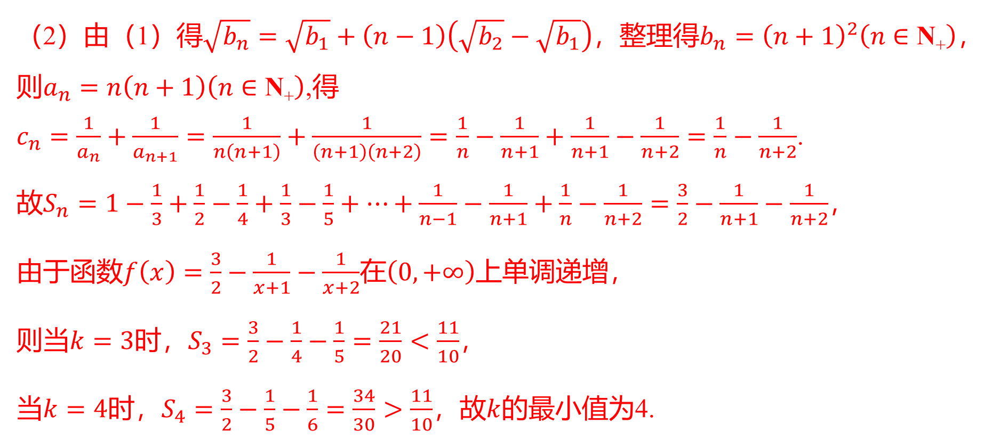 （2）由（1）得$\sqrt{b_n}=\sqrt{b_1}+(n-1)(\sqrt{b_2}-\sqrt{b_1})$，整理得$b_n=(n+1)^2(n\in\mathbf{N}_+)$，
则$a_n=n(n+1)(n\in\mathbf{N}_+)$,得
$c_n=\frac{1}{a_n}+\frac{1}{a_{n+1}}=\frac{1}{n(n+1)}+\frac{1}{(n+1)(n+2)}=\frac{1}{n}-\frac{1}{n+1}+\frac{1}{n+1}-\frac{1}{n+2}=\frac{1}{n}-\frac{1}{n+2}$.
故$S_n=1-\frac{1}{3}+\frac{1}{2}-\frac{1}{4}+\frac{1}{3}-\frac{1}{5}+\cdots+\frac{1}{n-1}-\frac{1}{n+1}+\frac{1}{n}-\frac{1}{n+2}=\frac{3}{2}-\frac{1}{n+1}-\frac{1}{n+2}$,
由于函数$f(x)=\frac{3}{2}-\frac{1}{x+1}-\frac{1}{x+2}$在$(0,+\infty)$上单调递增，
则当$k=3$时，$S_3=\frac{3}{2}-\frac{1}{4}-\frac{1}{5}=\frac{21}{20}<\frac{11}{10}$,
当$k=4$时，$S_4=\frac{3}{2}-\frac{1}{5}-\frac{1}{6}=\frac{34}{30}>\frac{11}{10}$，故$k$的最小值为4.